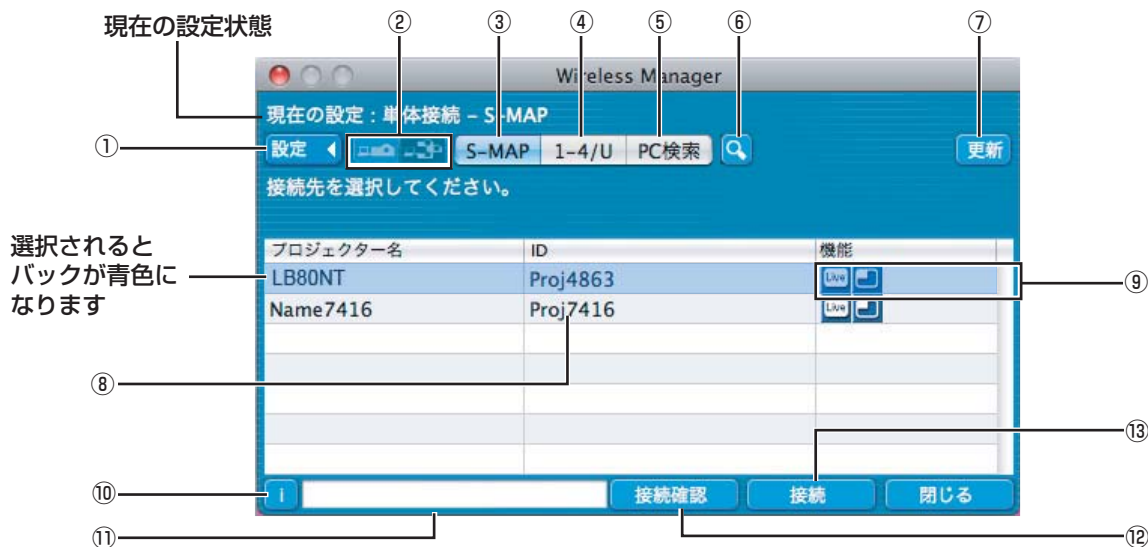 現在の設定状態
② ③ ④ ⑤ ⑥ ⑦
Wireless Manager
現在の設定：単体接続 – S-MAP
①
設定 S-MAP 1-4/U PC検索 更新
接続先を選択してください。
選択されると
バックが青色に
なります
プロジェクター名 ID 機能
LB80NT Proj4863 Live
⑨
Name7416 Proj7416 Live
⑧
⑬
⑩
i 接続確認 接続 閉じる
⑪
⑫